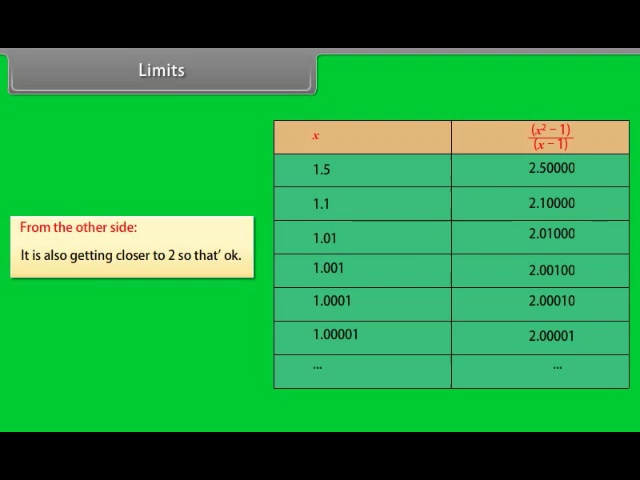 Limits
From the other side:
It is also getting closer to 2 so that' ok.
x (x² − 1)/(x − 1)
1.5 2.50000
1.1 2.10000
1.01 2.01000
1.001 2.00100
1.0001 2.00010
1.00001 2.00001
... ...